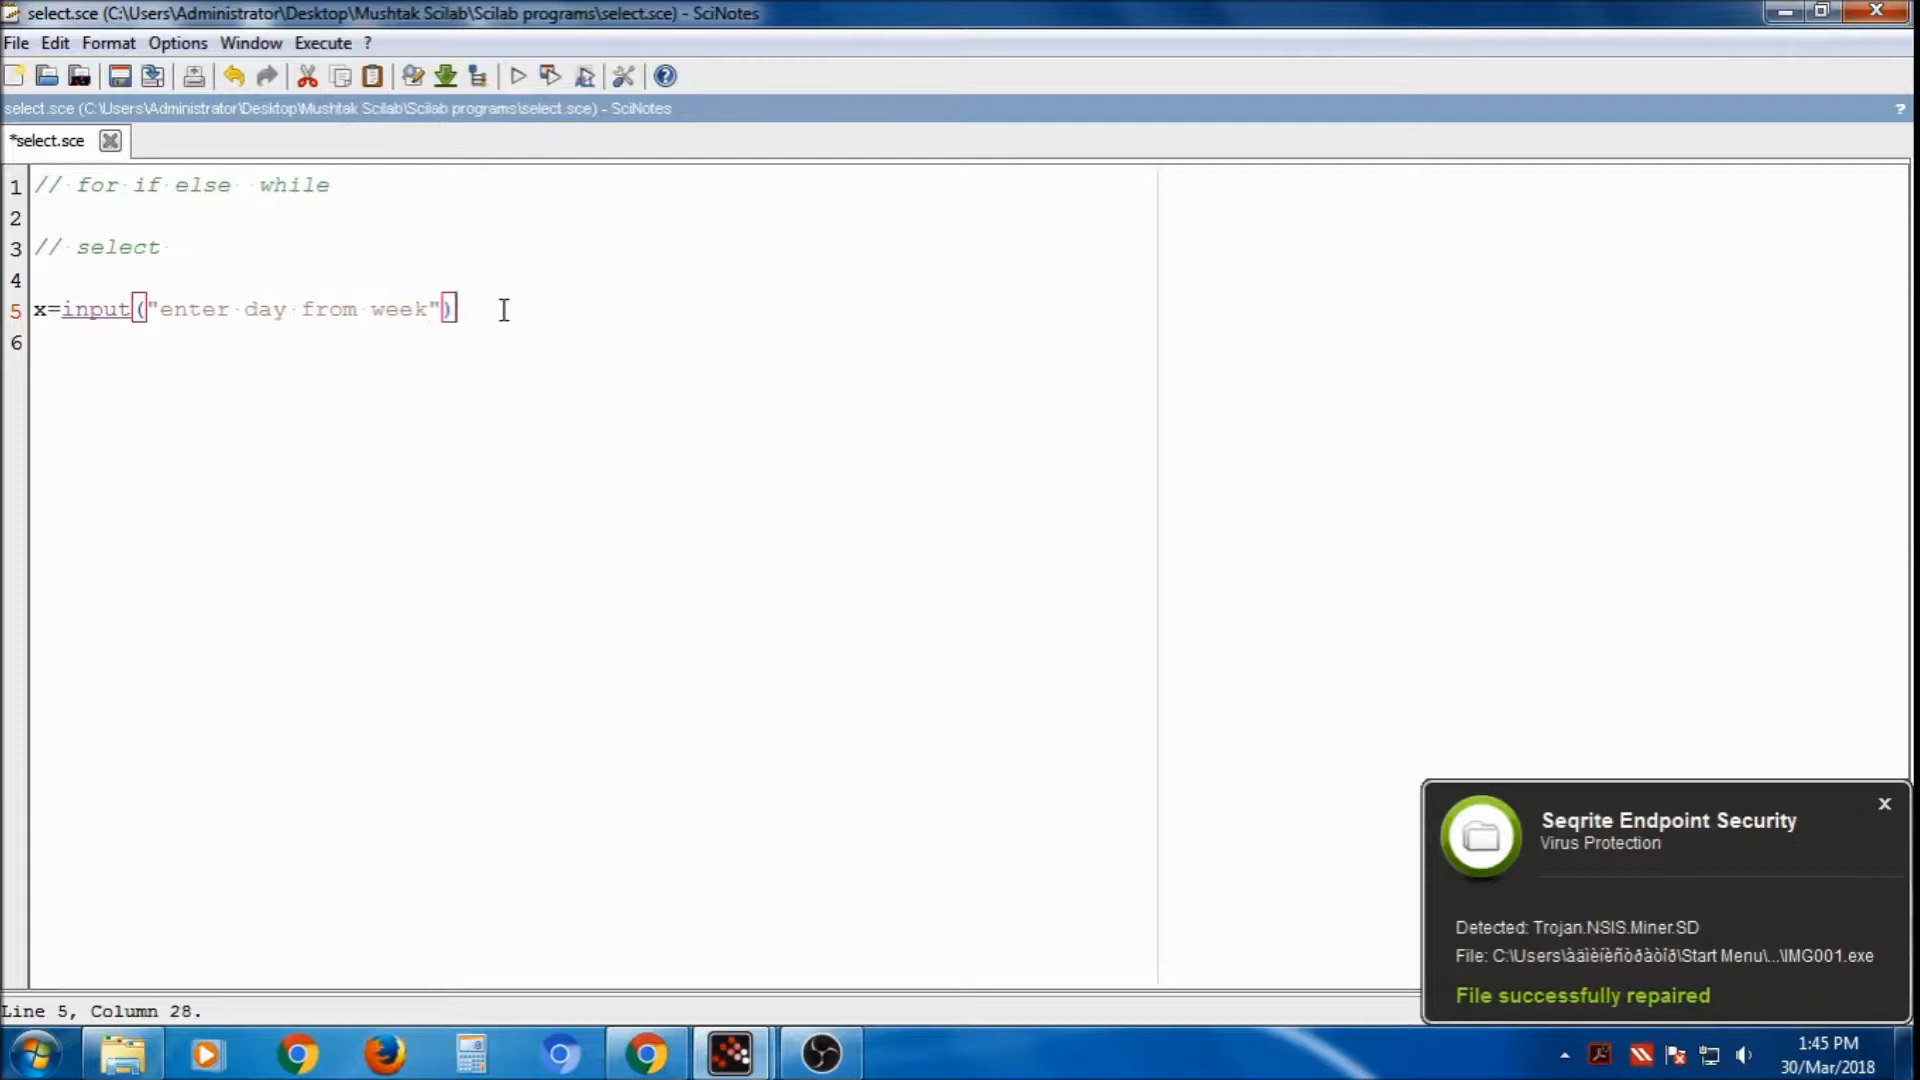 select.sce (C:\Users\Administrator\Desktop\Mushtak Scilab\Scilab programs\select.sce) - SciNotes
File Edit Format Options Window Execute ?
select.sce (C:\Users\Administrator\Desktop\Mushtak Scilab\Scilab programs\select.sce) - SciNotes
?
*select.sce
1 // for if else while
2
3 // select
4
5 x=input("enter day from week")
6
Seqrite Endpoint Security
x
Virus Protection
Detected: Trojan.NSIS.Miner.SD
File: C:\Users\àäìèíèñòðàòîð\Start Menu\...\IMG001.exe
File successfully repaired
Line 5, Column 28.
1:45 PM
30/Mar/2018